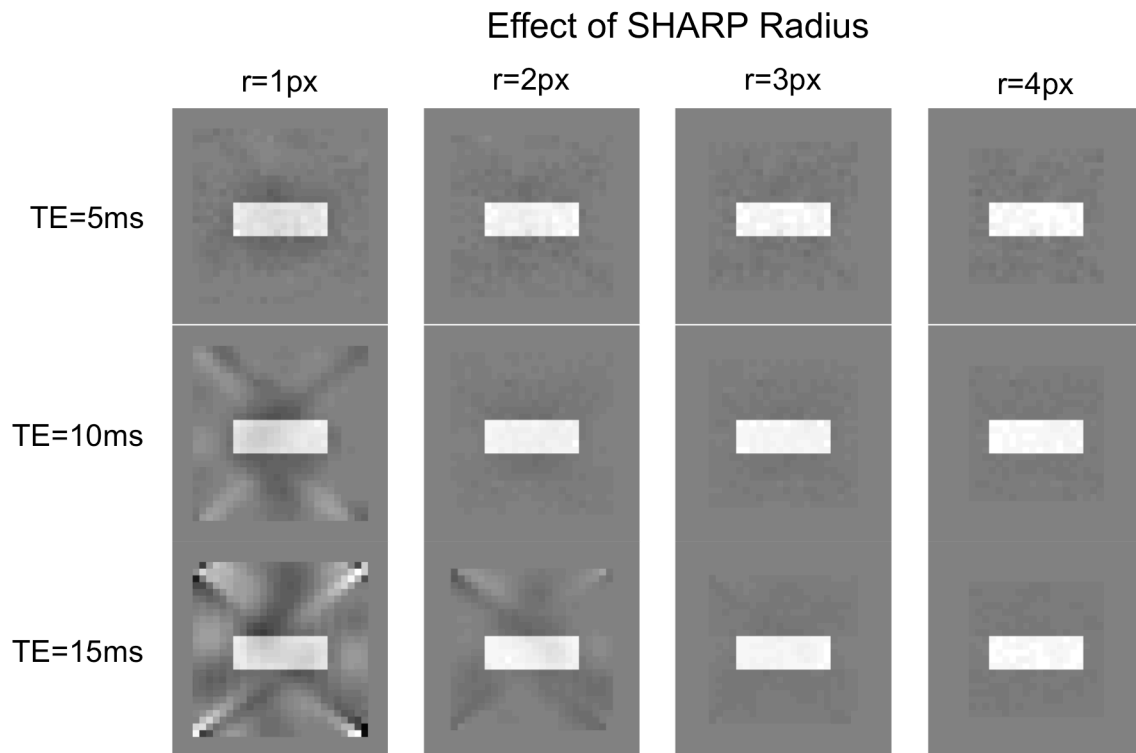 Effect of SHARP Radius
r=1px r=2px r=3px r=4px
TE=5ms
TE=10ms
TE=15ms